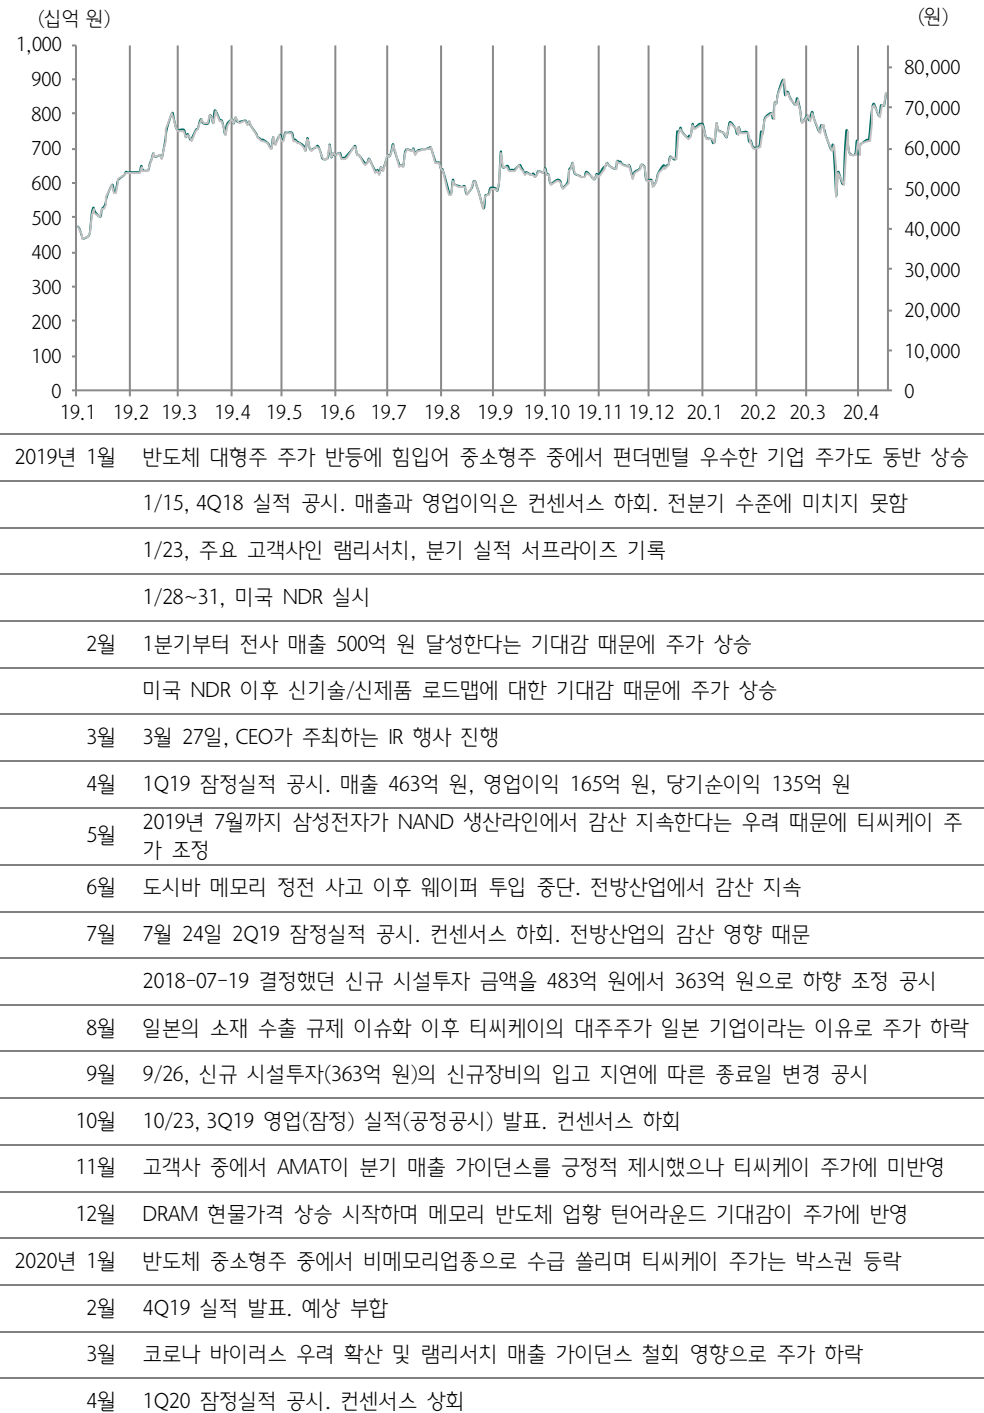 (십억 원)
(원)
1,000
900
800
700
600
500
400
300
200
100
0
80,000
70,000
60,000
50,000
40,000
30,000
20,000
10,000
0
19.1 19.2 19.3 19.4 19.5 19.6 19.7 19.8 19.9 19.10 19.11 19.12 20.1 20.2 20.3 20.4
2019년 1월 반도체 대형주 주가 반등에 힘입어 중소형주 중에서 펀더멘털 우수한 기업 주가도 동반 상승
1/15, 4Q18 실적 공시. 매출과 영업이익은 컨센서스 하회. 전분기 수준에 미치지 못함
1/23, 주요 고객사인 램리서치, 분기 실적 서프라이즈 기록
1/28~31, 미국 NDR 실시
2월 1분기부터 전사 매출 500억 원 달성한다는 기대감 때문에 주가 상승
미국 NDR 이후 신기술/신제품 로드맵에 대한 기대감 때문에 주가 상승
3월 3월 27일, CEO가 주최하는 IR 행사 진행
4월 1Q19 잠정실적 공시. 매출 463억 원, 영업이익 165억 원, 당기순이익 135억 원
5월 2019년 7월까지 삼성전자가 NAND 생산라인에서 감산 지속한다는 우려 때문에 티씨케이 주
가 조정
6월 도시바 메모리 정전 사고 이후 웨이퍼 투입 중단. 전방산업에서 감산 지속
7월 7월 24일 2Q19 잠정실적 공시. 컨센서스 하회. 전방산업의 감산 영향 때문
2018-07-19 결정했던 신규 시설투자 금액을 483억 원에서 363억 원으로 하향 조정 공시
8월 일본의 소재 수출 규제 이슈화 이후 티씨케이의 대주주가 일본 기업이라는 이유로 주가 하락
9월 9/26, 신규 시설투자(363억 원)의 신규장비의 입고 지연에 따른 종료일 변경 공시
10월 10/23, 3Q19 영업(잠정) 실적(공정공시) 발표. 컨센서스 하회
11월 고객사 중에서 AMAT이 분기 매출 가이던스를 긍정적 제시했으나 티씨케이 주가에 미반영
12월 DRAM 현물가격 상승 시작하며 메모리 반도체 업황 턴어라운드 기대감이 주가에 반영
2020년 1월 반도체 중소형주 중에서 비메모리업종으로 수급 쏠리며 티씨케이 주가는 박스권 등락
2월 4Q19 실적 발표. 예상 부합
3월 코로나 바이러스 우려 확산 및 램리서치 매출 가이던스 철회 영향으로 주가 하락
4월 1Q20 잠정실적 공시. 컨센서스 상회